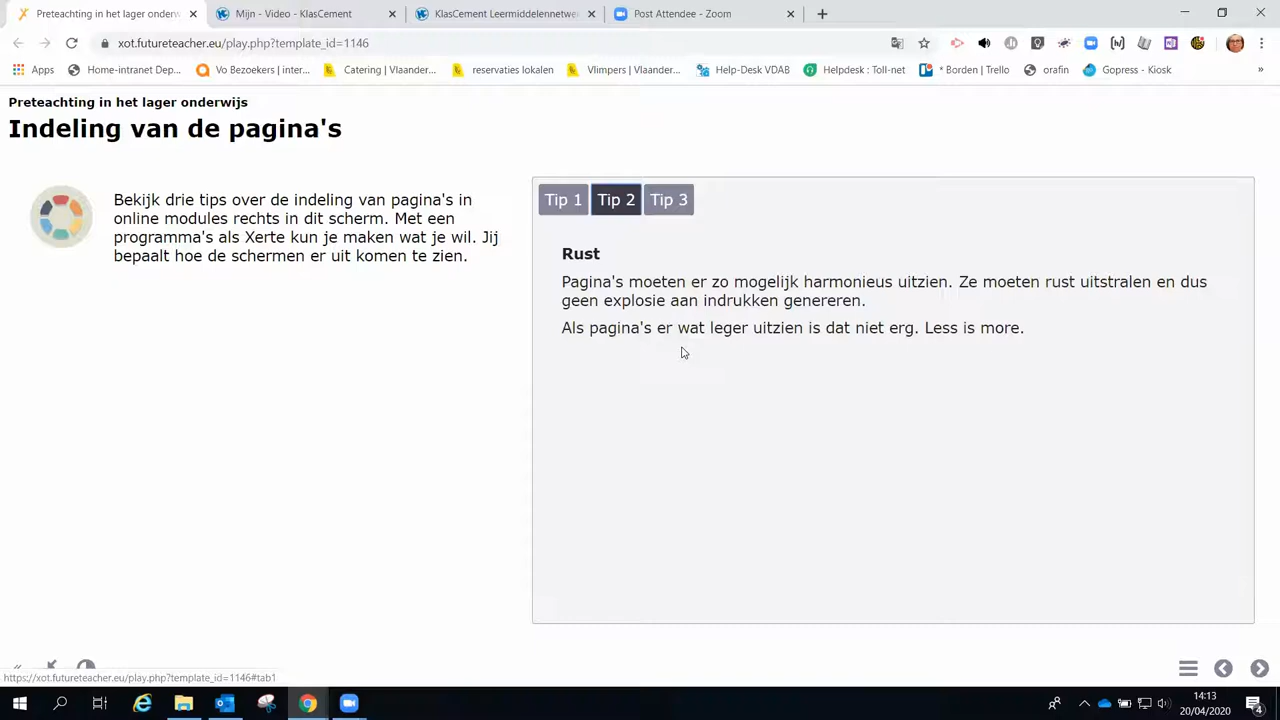 Preteachting in het lager onderw
Mijn - Video - KlasCement
KlasCement Leermiddelennetwe
Post Attendee - Zoom
xot.futureteacher.eu/play.php?template_id=1146
Apps
Home-intranet Dep...
Vo Bezoekers | inter...
Catering | Vlaander...
reservaties lokalen
Vlimpers | Vlaander...
Help-Desk VDAB
Helpdesk : Toll-net
* Borden | Trello
orafin
Gopress - Kiosk
»
Preteachting in het lager onderwijs
Indeling van de pagina's
Bekijk drie tips over de indeling van pagina's in
online modules rechts in dit scherm. Met een
programma's als Xerte kun je maken wat je wil. Jij
bepaalt hoe de schermen er uit komen te zien.
Tip 1 Tip 2 Tip 3
Rust
Pagina's moeten er zo mogelijk harmonieus uitzien. Ze moeten rust uitstralen en dus
geen explosie aan indrukken genereren.
Als pagina's er wat leger uitzien is dat niet erg. Less is more.
https://xot.futureteacher.eu/play.php?template_id=1146#tab1
14:13
20/04/2020
4